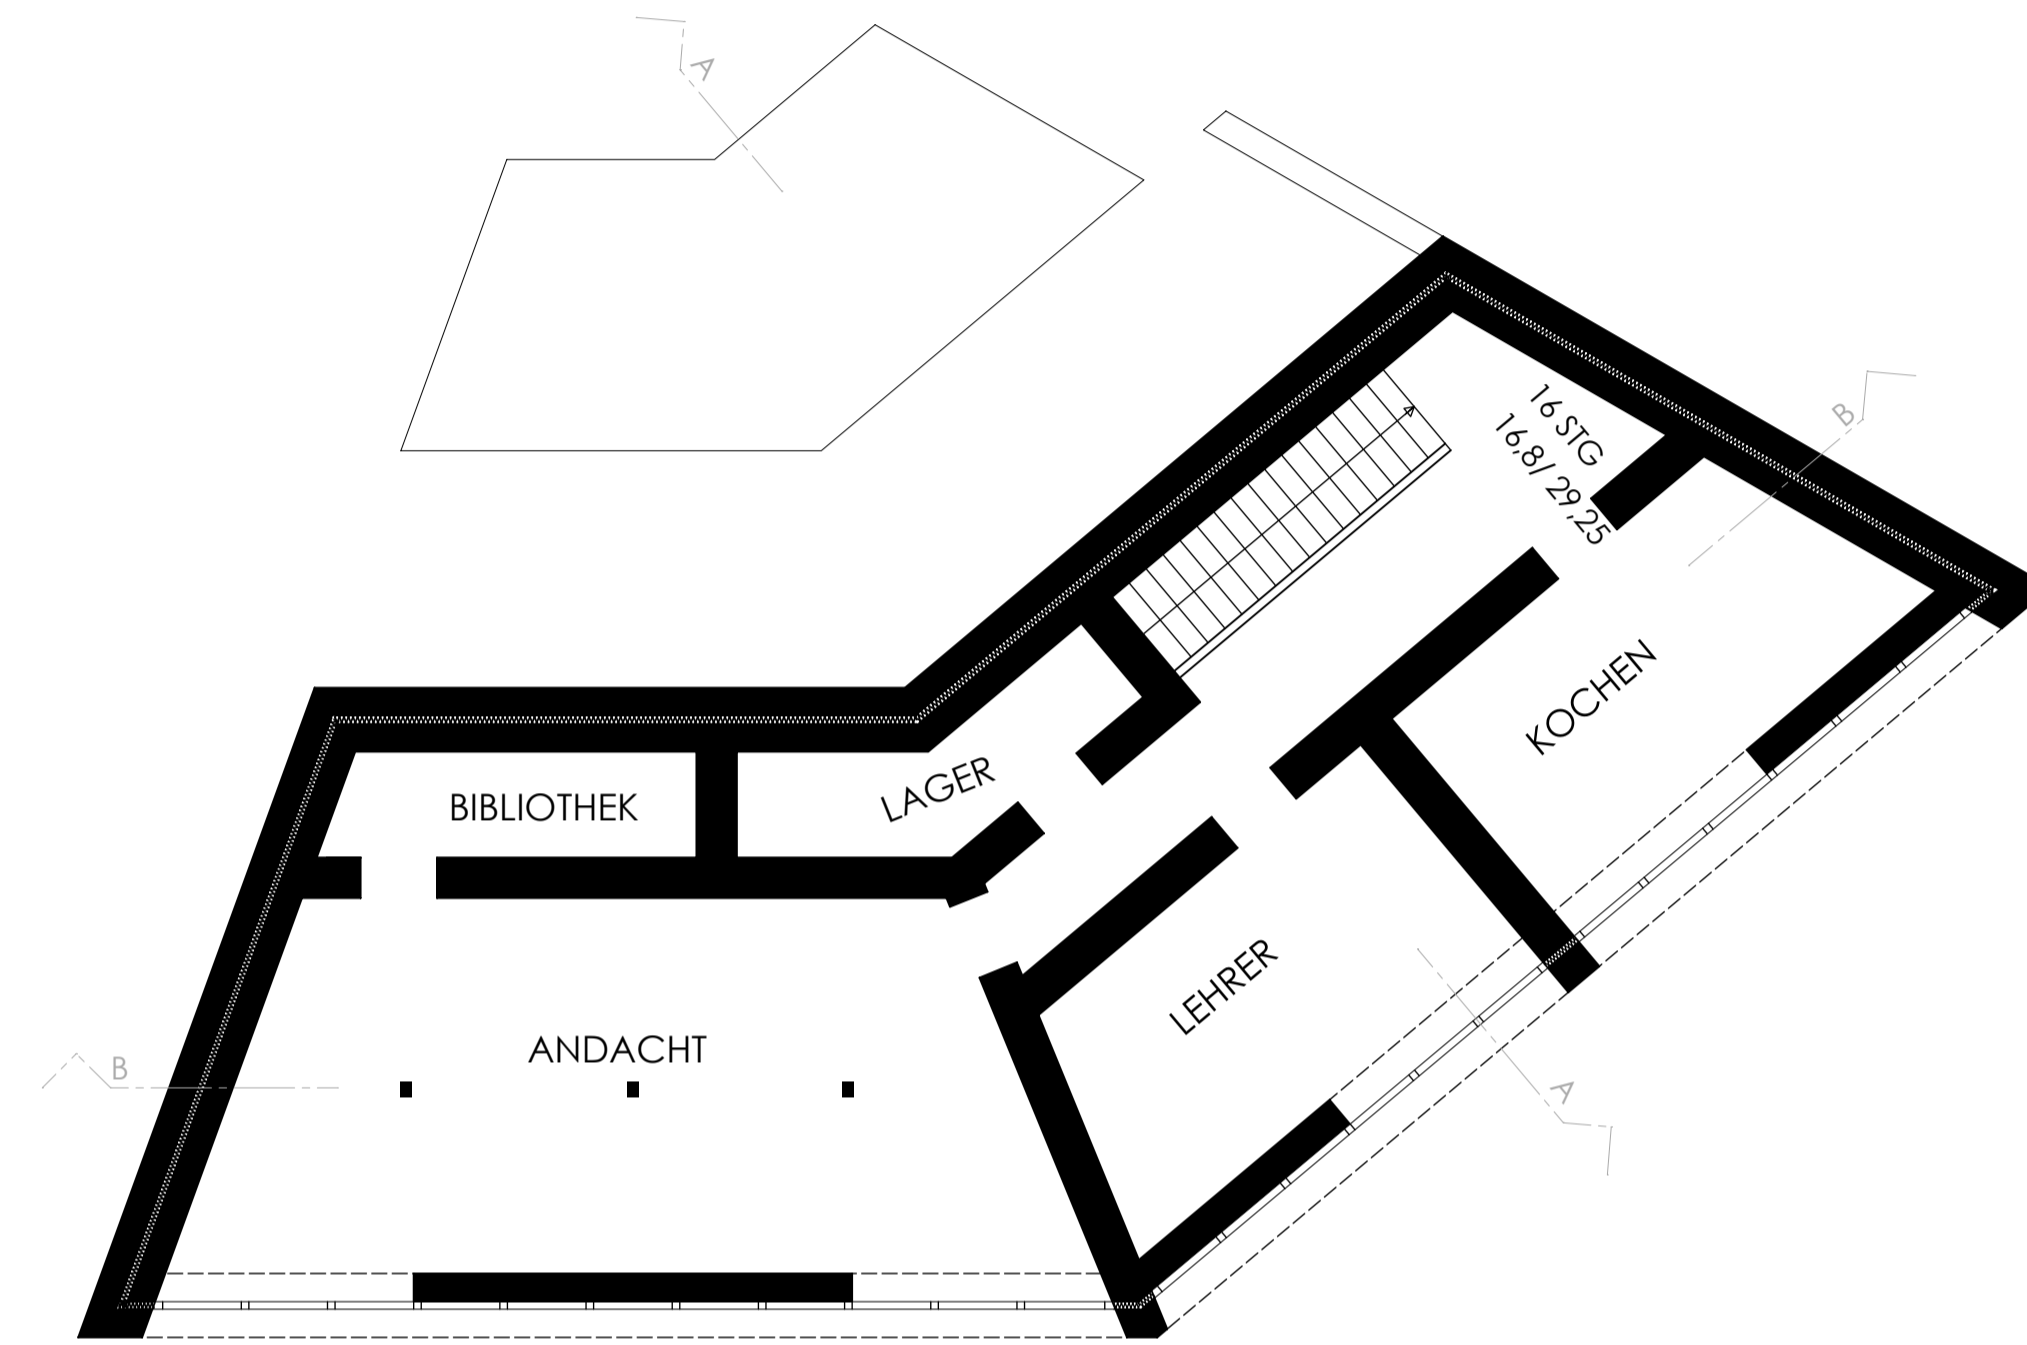 A
B
16 STG
16,8/ 29,25
KOCHEN
LAGER
BIBLIOTHEK
LEHRER
ANDACHT
B
A